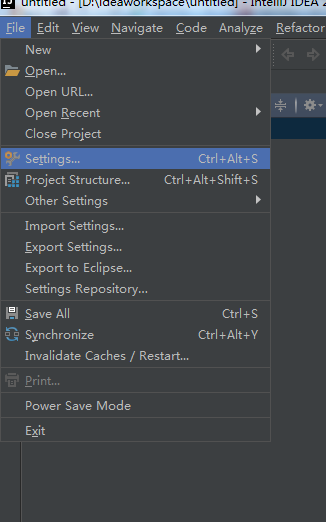 untitled - [D:\ideaworkspace\untitled] - IntelliJ IDEA 2
File Edit View Navigate Code Analyze Refactor
New
Open...
Open URL...
Open Recent
Close Project
Settings... Ctrl+Alt+S
Project Structure... Ctrl+Alt+Shift+S
Other Settings
Import Settings...
Export Settings...
Export to Eclipse...
Settings Repository...
Save All Ctrl+S
Synchronize Ctrl+Alt+Y
Invalidate Caches / Restart...
Print...
Power Save Mode
Exit